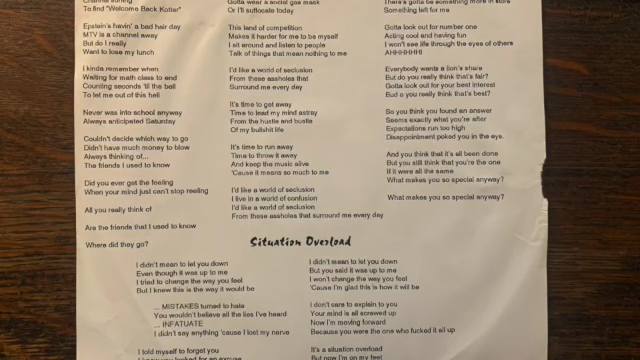 To find "Welcome Back Kotter"
Epstein's havin' a bad hair day
MTV is a channel away
But do I really
Want to lose my lunch
I kinda remember when
Waiting for math class to end
Counting seconds 'til the bell
To let me out of this hell
Never was into school anyway
Always anticipated Saturday
Couldn't decide which way to go
Didn't have much money to blow
Always thinking of...
The friends I used to know
Did you ever get the feeling
When your mind just can't stop reeling
All you really think of
Are the friends that I used to know
Where did they go?
Gotta wear a social gas mask
Or I'll suffocate today
This land of competition
Makes it harder for me to be myself
I sit around and listen to people
Talk of things that mean nothing to me
I'd like a world of seclusion
From these assholes that
Surround me every day
It's time to get away
Time to lead my mind astray
From the hustle and bustle
Of my bullshit life
It's time to run away
Time to throw it away
And keep the music alive
'Cause it means so much to me
I'd like a world of seclusion
I live in a world of confusion
I'd like a world of seclusion
From these assholes that surround me every day
There's gotta be something more in store
Something left for me
Gotta look out for number one
Acting cool and having fun
I won't see life through the eyes of others
AHHHHHH!
Everybody wants a lion's share
But do you really think that's fair?
Gotta look out for your best interest
Bud o you really think that's best?
So you think you found an answer
Seems exactly what you're after
Expectations run too high
Disappointment poked you in the eye.
And you think that it's all been done
But you still think that you're the one
If it were all the same
What makes you so special anyway?
What makes you so special anyway?
Situation Overload
I didn't mean to let you down
Even though it was up to me
I tried to change the way you feel
But I knew this is the way it would be
... MISTAKES turned to hate
You wouldn't believe all the lies I've heard
... INFATUATE
I didn't say anything 'cause I lost my nerve
I told myself to forget you
I didn't mean to let you down
But you said it was up to me
I won't change the way you feel
'Cause I'm glad this is how it will be
I don't care to explain to you
Your mind is all screwed up
Now I'm moving forward
Because you were the one who fucked it all up
It's a situation overload
But now I'm on my feet